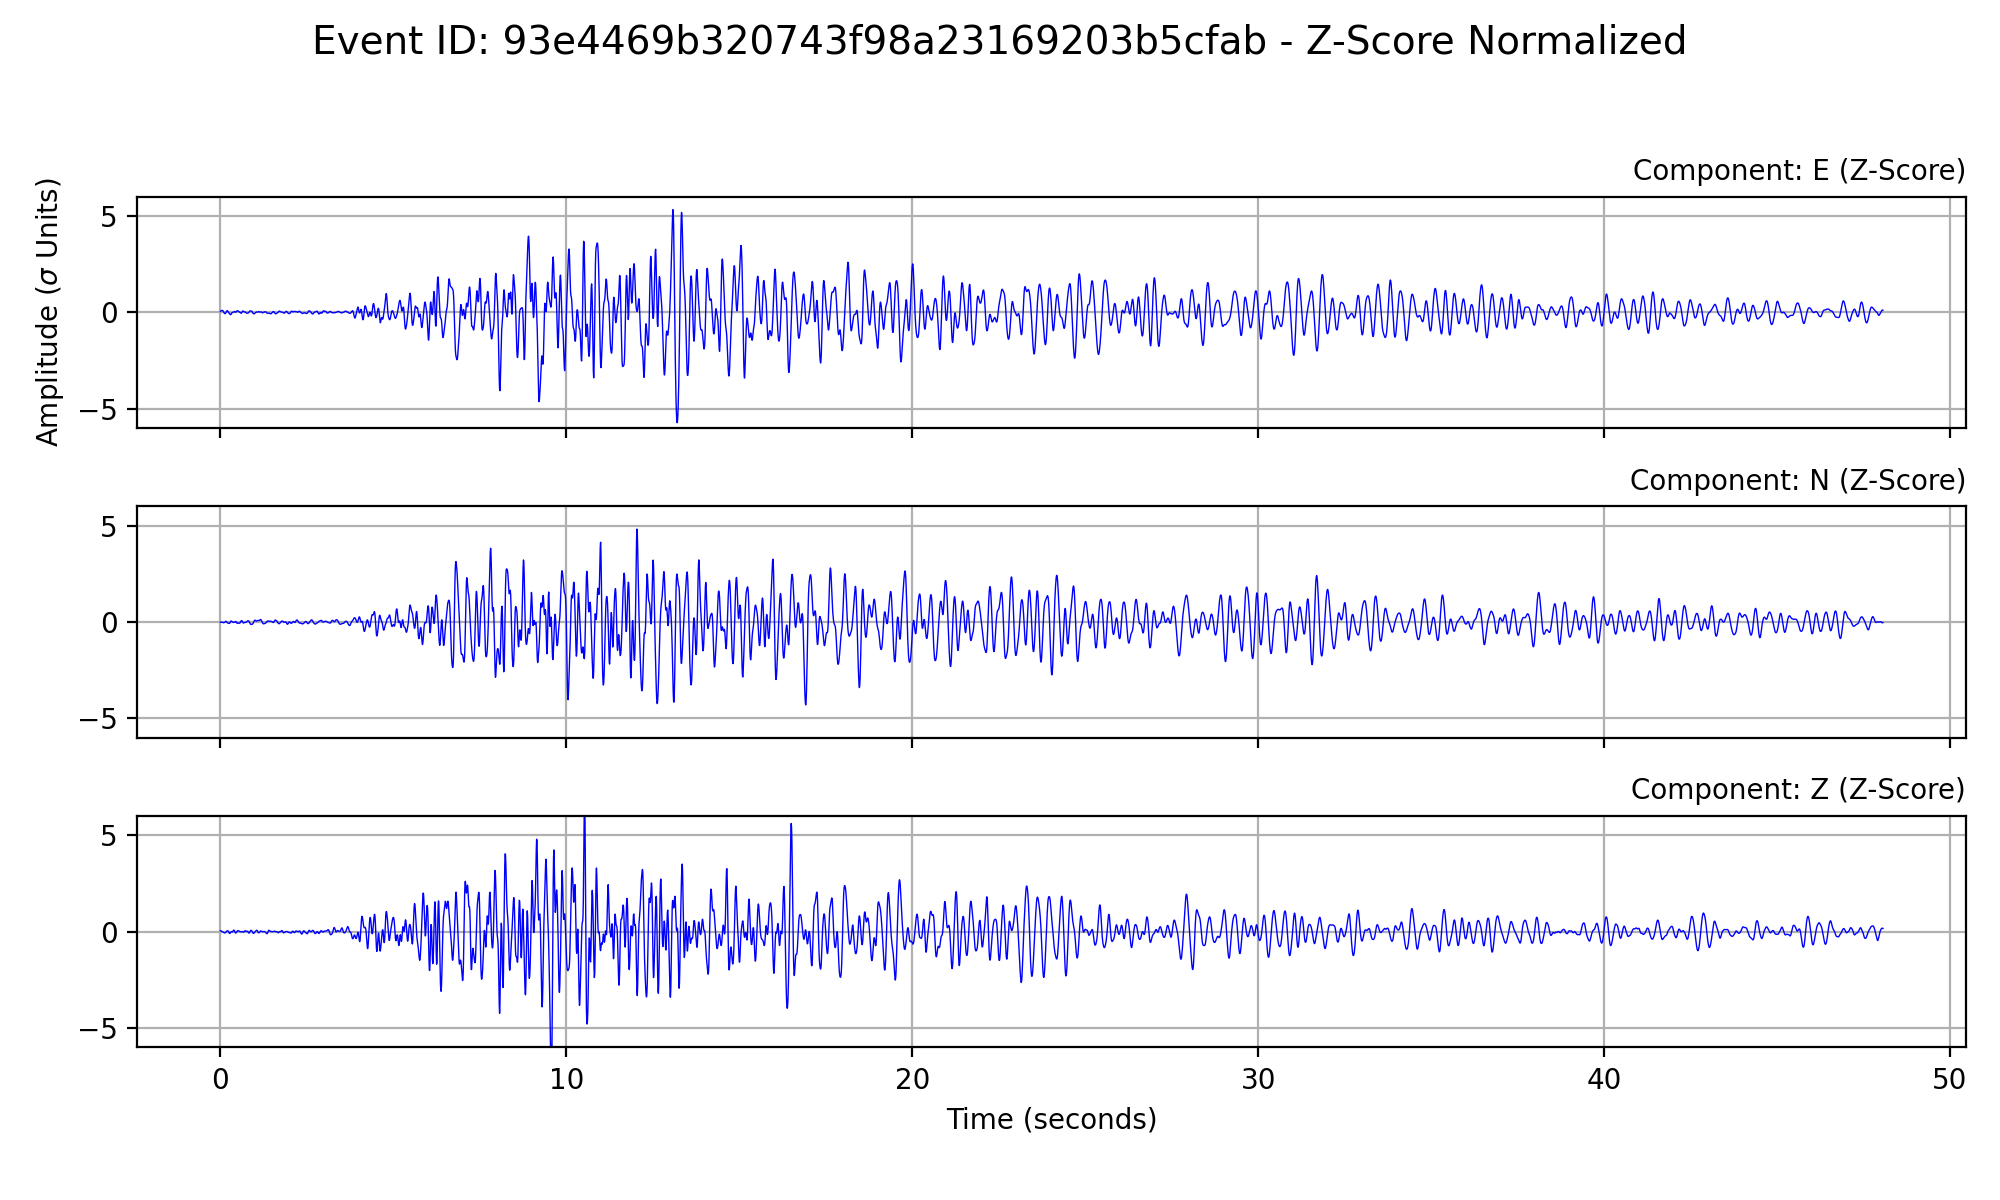 Event ID: 93e4469b320743f98a23169203b5cfab - Z-Score Normalized
Component: E (Z-Score)
Amplitude (σ Units)
5
0
−5
Component: N (Z-Score)
5
0
−5
Component: Z (Z-Score)
5
0
−5
0 10 20 30 40 50
Time (seconds)